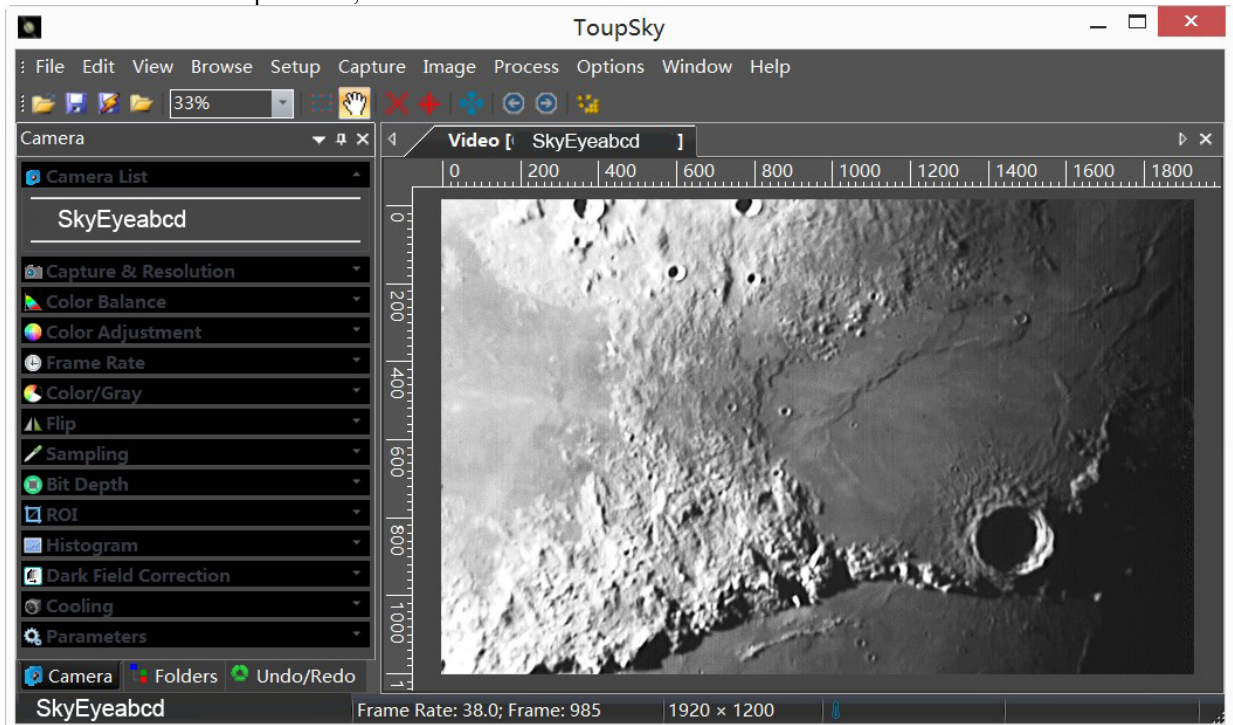 ToupSky
File Edit View Browse Setup Capture Image Process Options Window Help
33%
Camera
Video [ SkyEyeabcd ]
Camera List
0 200 400 600 800 1000 1200 1400 1600 1800
SkyEyeabcd
0
200
400
600
800
1000
Capture & Resolution
Color Balance
Color Adjustment
Frame Rate
Color/Gray
Flip
Sampling
Bit Depth
ROI
Histogram
Dark Field Correction
Cooling
Parameters
Camera Folders Undo/Redo
SkyEyeabcd Frame Rate: 38.0; Frame: 985 1920 × 1200